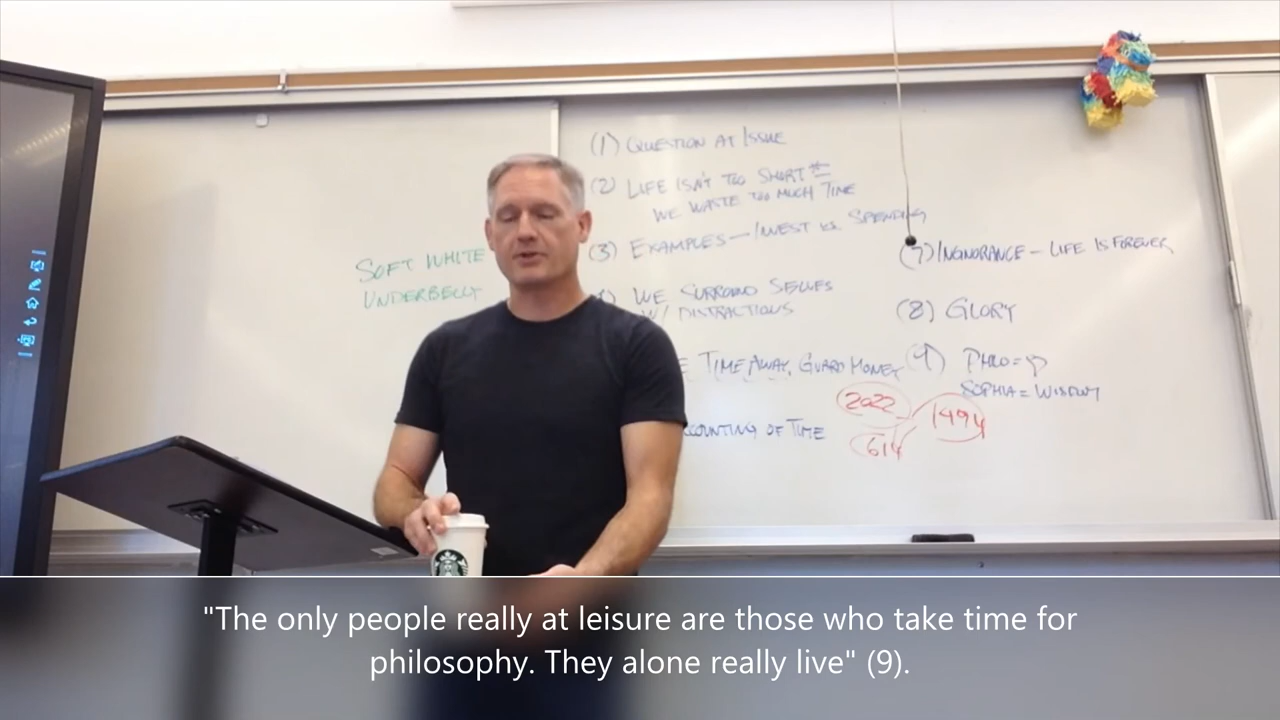 (1) QUESTION AT ISSUE
(2) LIFE ISN'T TOO SHORT
WE WASTE TOO MUCH TIME
(3) EXAMPLES — INVEST vs. SPENDING
SOFT WHITE
UNDERBELLY
WE SURROUND SELVES
W/ DISTRACTIONS
TIME AWAY, GUARD MONEY
OF TIME
(7) INGNORANCE — LIFE IS FOREVER
(8) GLORY
(9) PHILO =
SOPHIA = WISDOM
2022
1494
614
"The only people really at leisure are those who take time for
philosophy. They alone really live" (9).